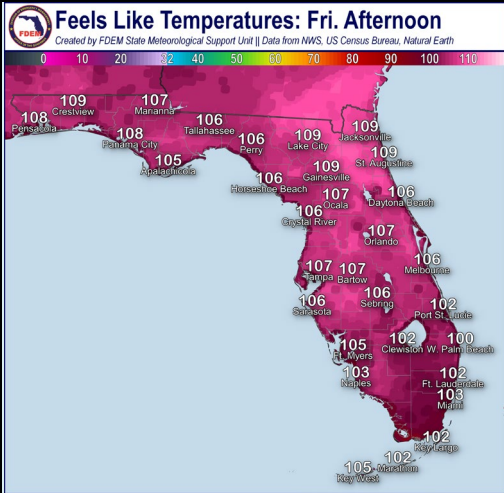 FDEM
Feels Like Temperatures: Fri. Afternoon
Created by FDEM State Meteorological Support Unit || Data from NWS, US Census Bureau, Natural Earth
0 10 20 32 40 50 60 70 80 90 100 110
109
Crestview
107
Marianna
108
Pensacola
106
Tallahassee
108
Panama City
106
Perry
109
Lake City
109
Jacksonville
105
Apalachicola
109
St. Augustine
109
Gainesville
106
Horseshoe Beach
107
Ocala
106
Daytona Beach
106
Crystal River
107
Orlando
107
Tampa
107
Bartow
106
Melbourne
106
Sarasota
106
Sebring
102
Port St. Lucie
105
Ft. Myers
102
Clewiston
100
W. Palm Beach
103
Naples
102
Ft. Lauderdale
103
Miami
102
Key Largo
102
Marathon
105
Key West